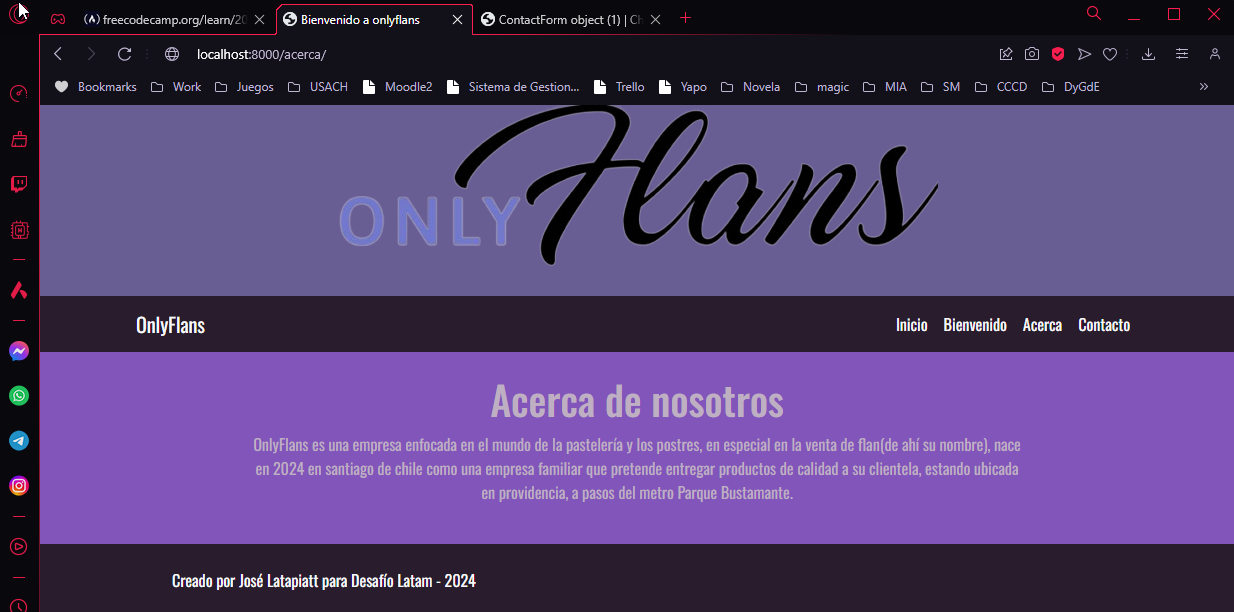 freecodecamp.org/learn/20
Bienvenido a onlyflans
ContactForm object (1) | Ch
localhost:8000/acerca/
Bookmarks Work Juegos USACH Moodle2 Sistema de Gestion... Trello Yapo Novela magic MIA SM CCCD DyGdE
ONLY Flans
OnlyFlans Inicio Bienvenido Acerca Contacto
Acerca de nosotros
OnlyFlans es una empresa enfocada en el mundo de la pastelería y los postres, en especial en la venta de flan(de ahí su nombre), nace
en 2024 en santiago de chile como una empresa familiar que pretende entregar productos de calidad a su clientela, estando ubicada
en providencia, a pasos del metro Parque Bustamante.
Creado por José Latapiatt para Desafío Latam - 2024